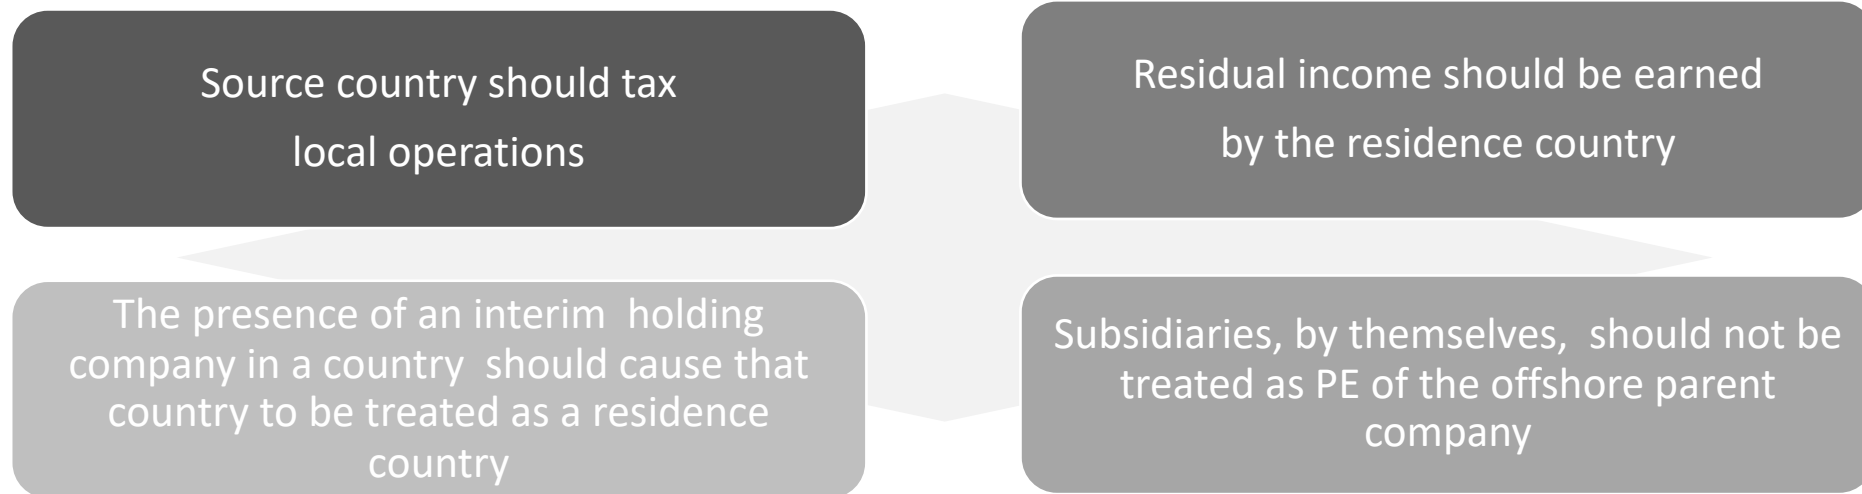 Source country should tax
local operations
Residual income should be earned
by the residence country
The presence of an interim  holding
company in a country  should cause that
country to be treated as a residence
country
Subsidiaries, by themselves,  should not be
treated as PE of the offshore parent
company